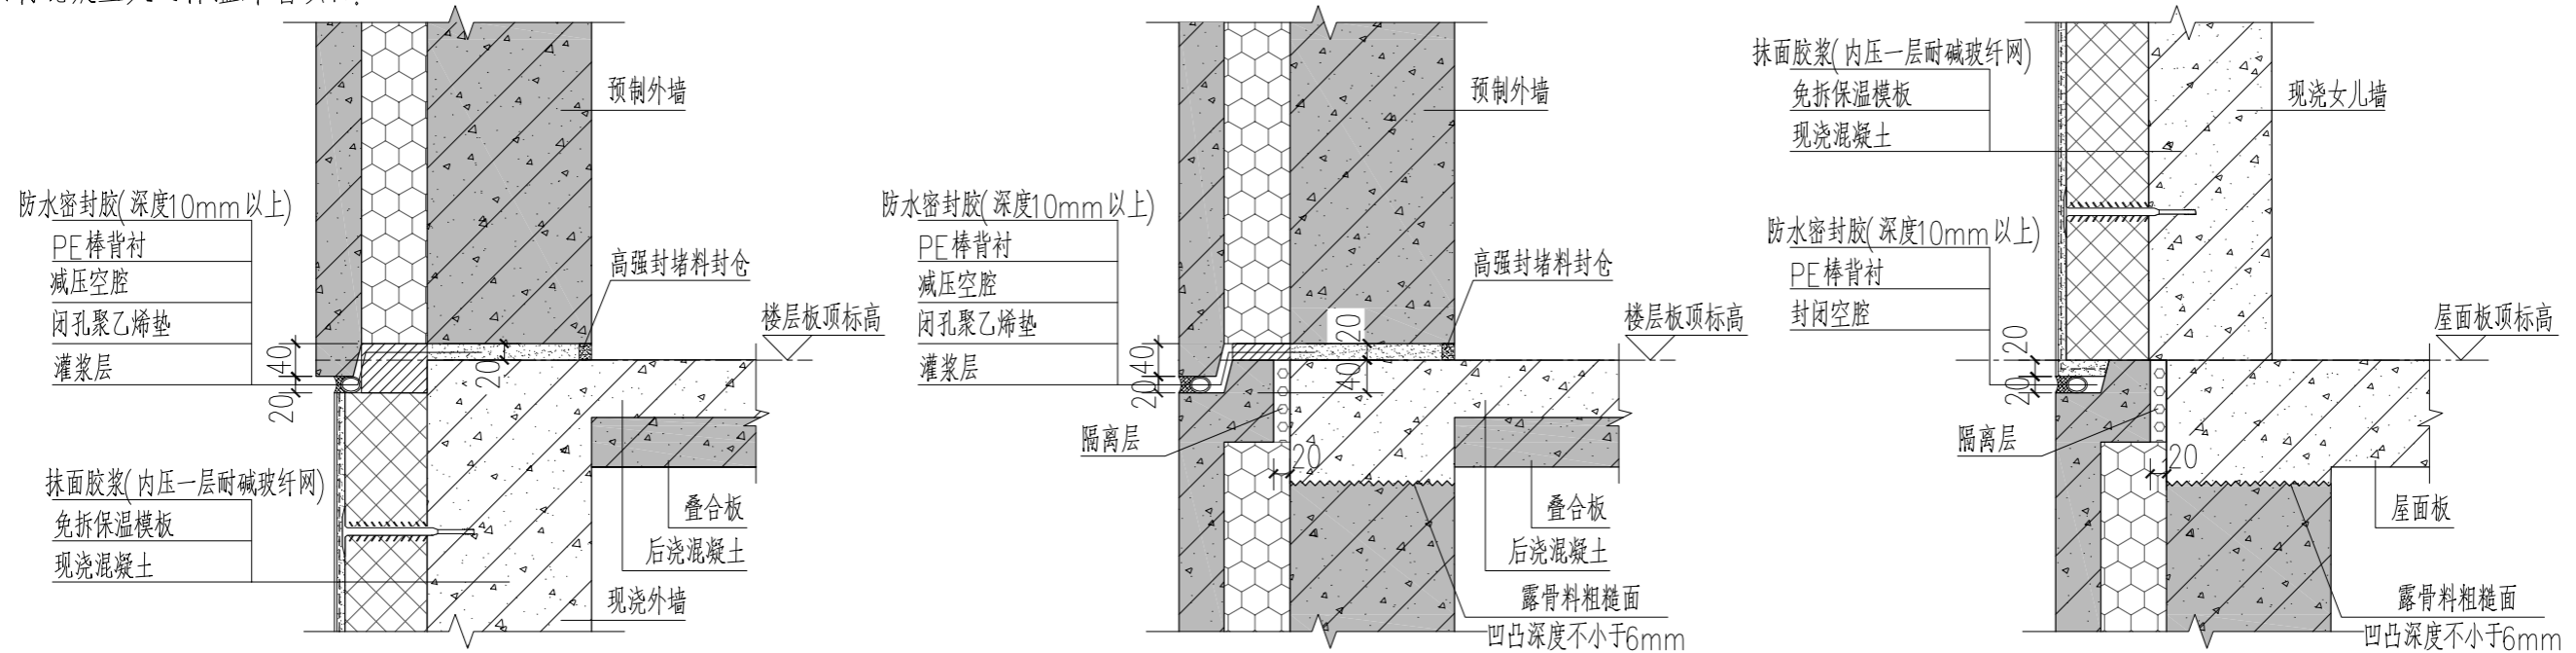 预制外墙
防水密封胶(深度10mm以上)
PE棒背衬
减压空腔
闭孔聚乙烯垫
灌浆层
高强封堵料封仓
楼层板顶标高
40
20
20
抹面胶浆(内压一层耐碱玻纤网)
免拆保温模板
现浇混凝土
叠合板
后浇混凝土
现浇外墙
预制外墙
防水密封胶(深度10mm以上)
PE棒背衬
减压空腔
闭孔聚乙烯垫
灌浆层
高强封堵料封仓
楼层板顶标高
20
40
40
20
隔离层
20
叠合板
后浇混凝土
露骨料粗糙面
凹凸深度不小于6mm
抹面胶浆(内压一层耐碱玻纤网)
免拆保温模板
现浇混凝土
现浇女儿墙
防水密封胶(深度10mm以上)
PE棒背衬
封闭空腔
屋面板顶标高
20
20
隔离层
20
屋面板
露骨料粗糙面
凹凸深度不小于6mm